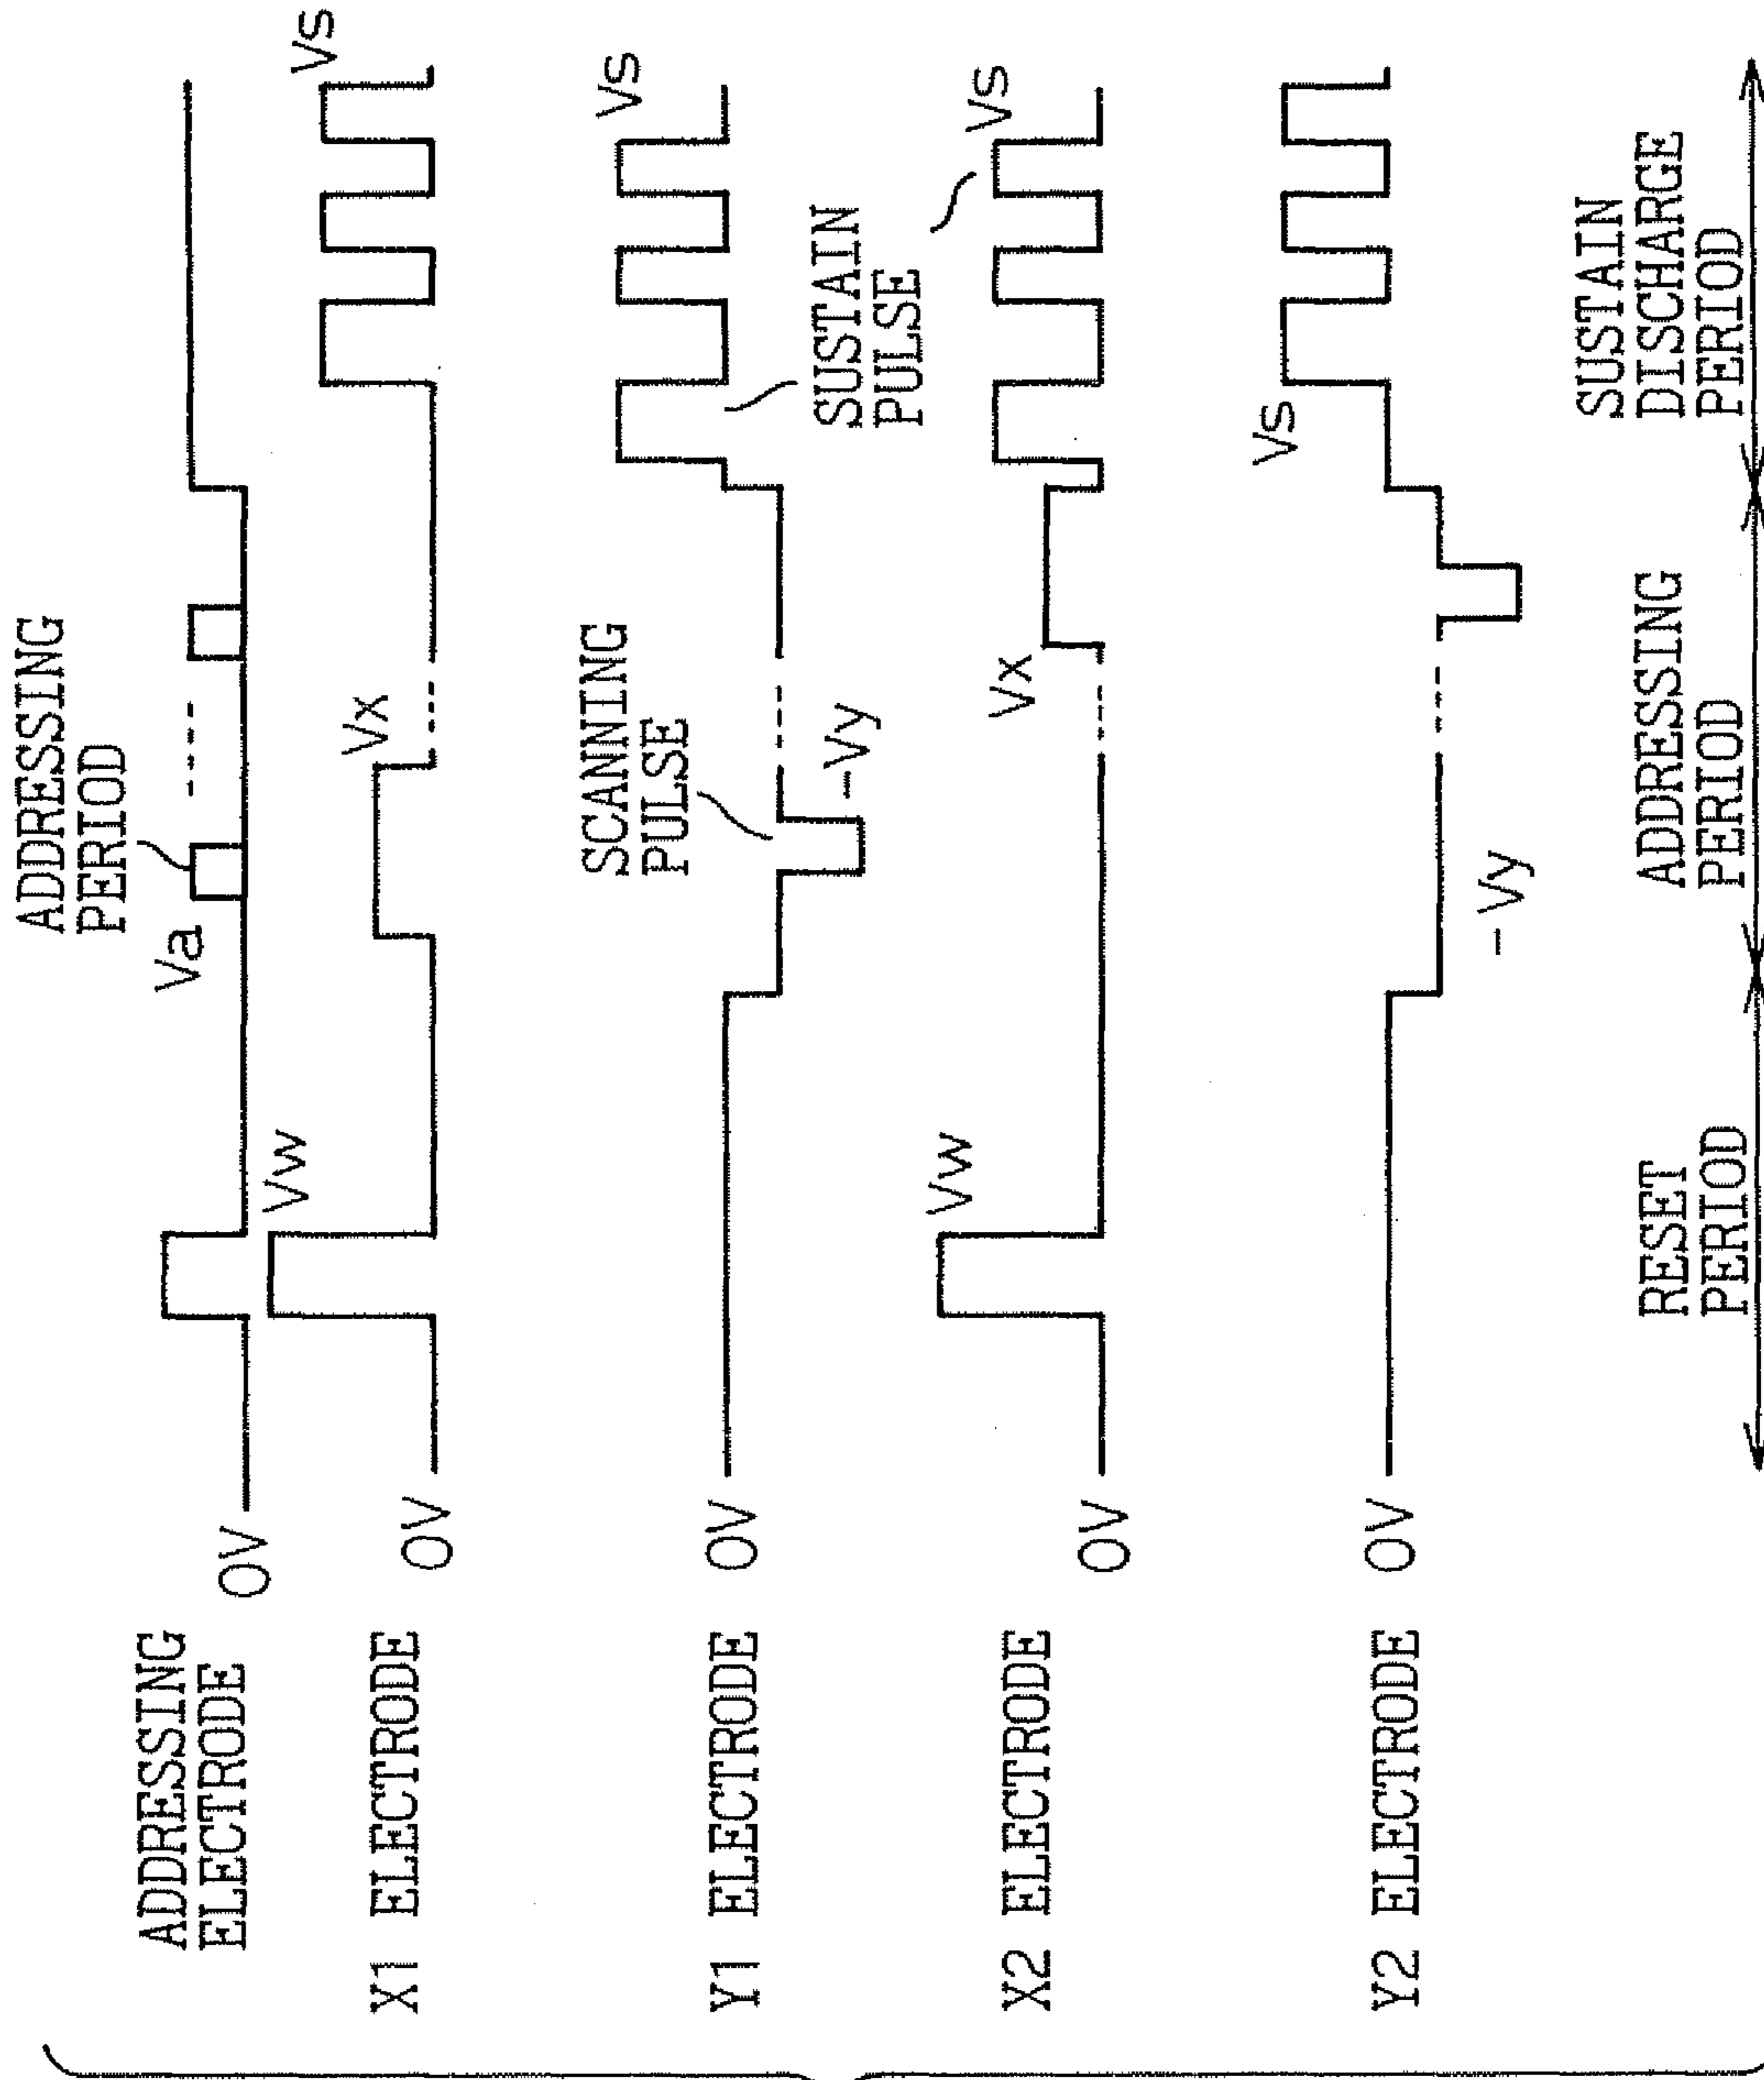 ADDRESSING
PERIOD
ADDRESSING
ELECTRODE
0V
Va
Vw
X1 ELECTRODE
0V
Vx
Vs
SCANNING
PULSE
Y1 ELECTRODE
0V
-Vy
Vs
SUSTAIN
PULSE
X2 ELECTRODE
0V
Vw
Vx
Vs
Y2 ELECTRODE
0V
-Vy
Vs
RESET
PERIOD
ADDRESSING
PERIOD
SUSTAIN
DISCHARGE
PERIOD